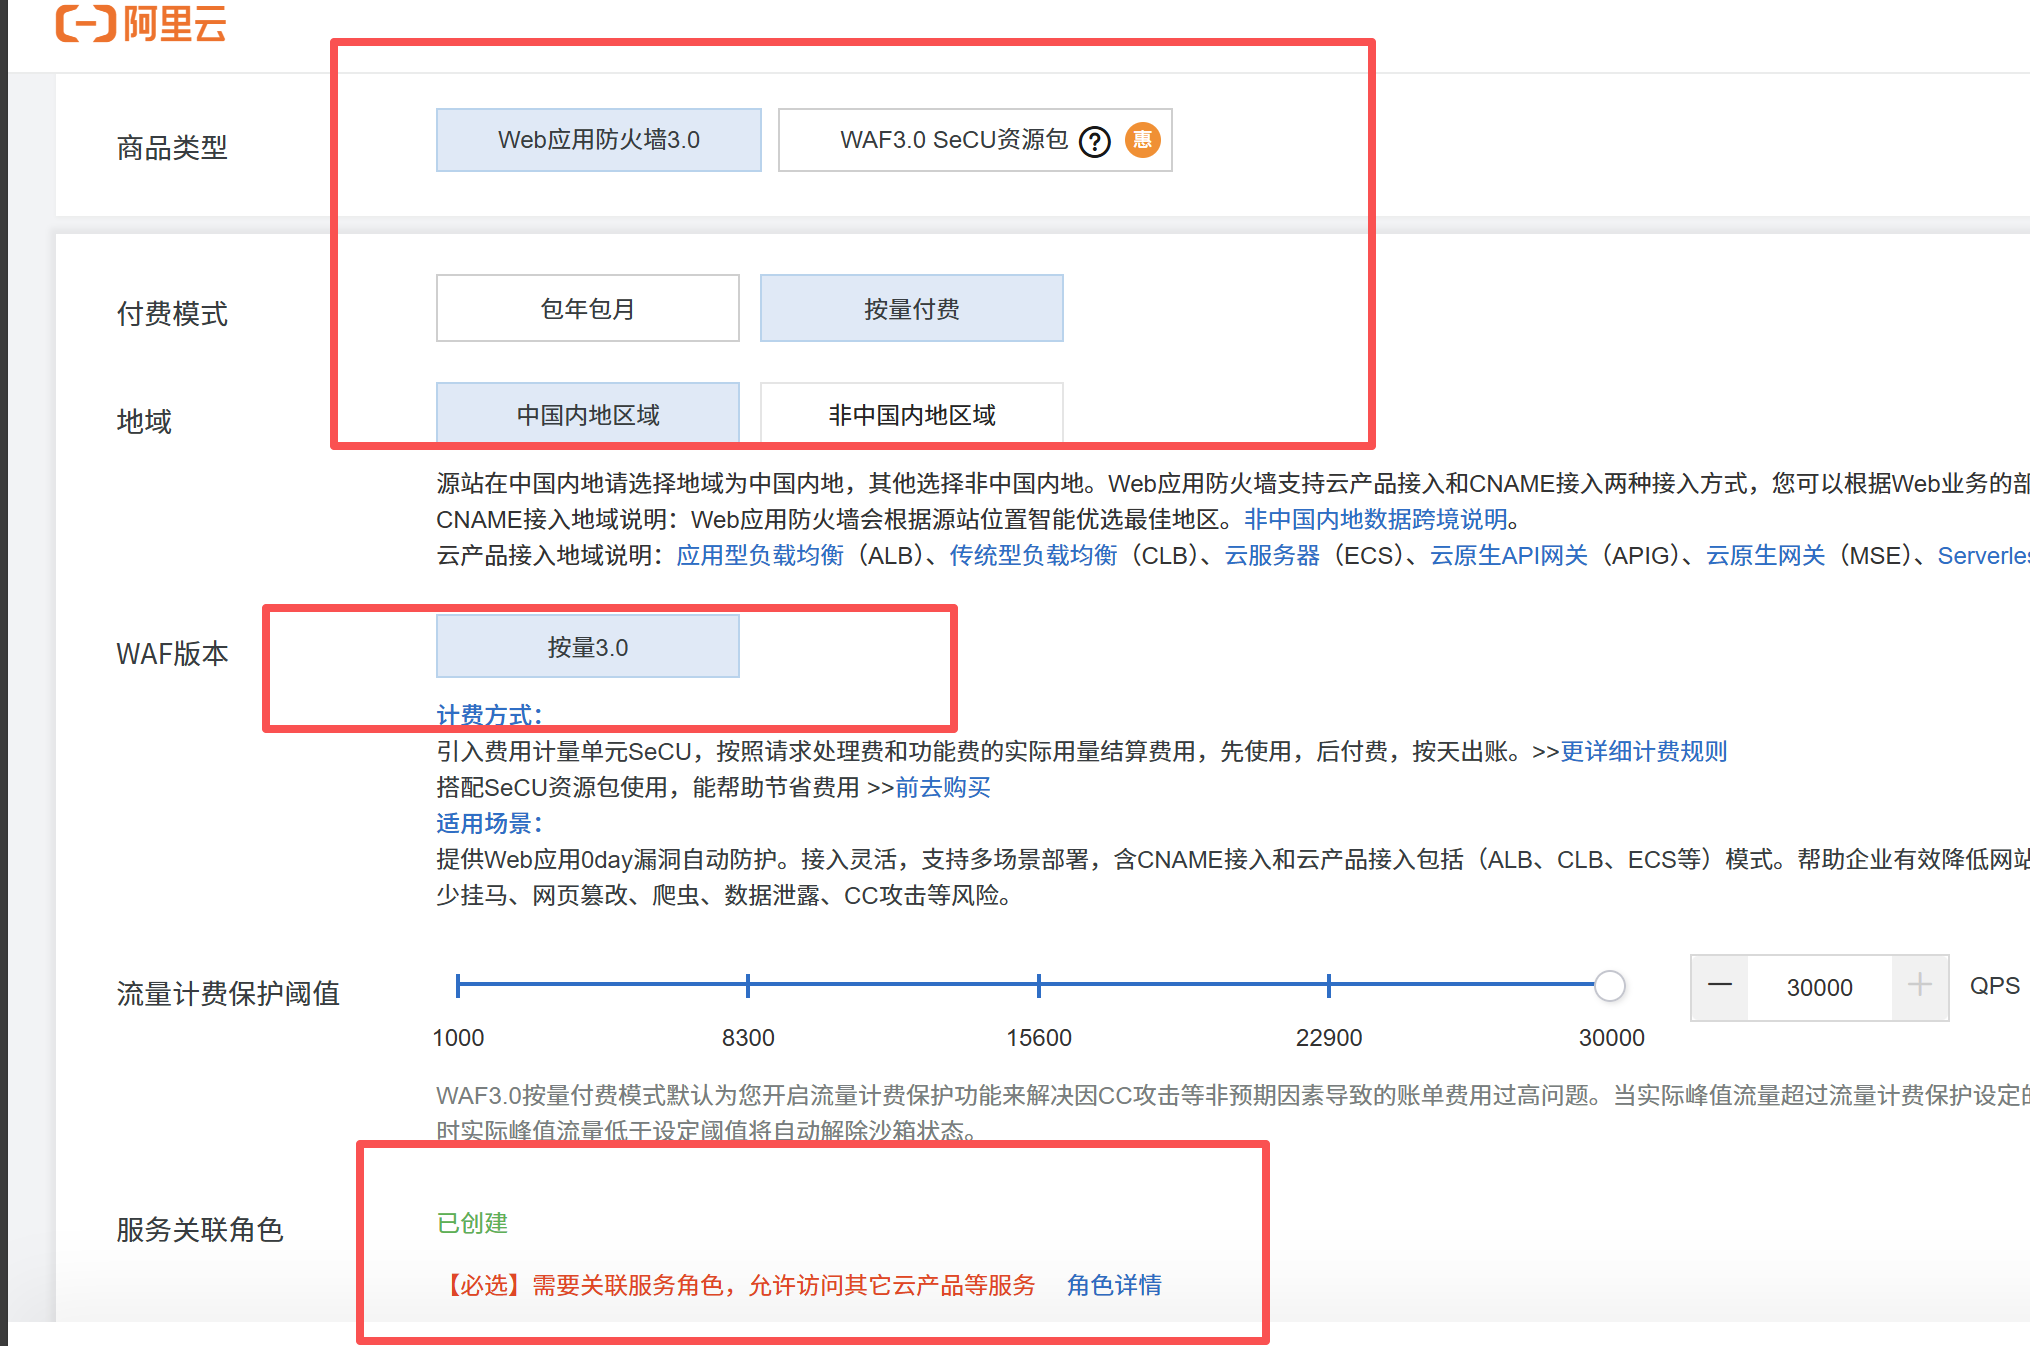 阿里云
商品类型
Web应用防火墙3.0
WAF3.0 SeCU资源包 ? 惠
付费模式
包年包月
按量付费
地域
中国内地区域
非中国内地区域
源站在中国内地请选择地域为中国内地，其他选择非中国内地。Web应用防火墙支持云产品接入和CNAME接入两种接入方式，您可以根据Web业务的部
CNAME接入地域说明：Web应用防火墙会根据源站位置智能优选最佳地区。非中国内地数据跨境说明。
云产品接入地域说明：应用型负载均衡（ALB）、传统型负载均衡（CLB）、云服务器（ECS）、云原生API网关（APIG）、云原生网关（MSE）、Serverles
WAF版本
按量3.0
计费方式：
引入费用计量单元SeCU，按照请求处理费和功能费的实际用量结算费用，先使用，后付费，按天出账。>>更详细计费规则
搭配SeCU资源包使用，能帮助节省费用 >>前去购买
适用场景：
提供Web应用0day漏洞自动防护。接入灵活，支持多场景部署，含CNAME接入和云产品接入包括（ALB、CLB、ECS等）模式。帮助企业有效降低网站
少挂马、网页篡改、爬虫、数据泄露、CC攻击等风险。
流量计费保护阈值
1000
8300
15600
22900
30000
30000
QPS
WAF3.0按量付费模式默认为您开启流量计费保护功能来解决因CC攻击等非预期因素导致的账单费用过高问题。当实际峰值流量超过流量计费保护设定的
时实际峰值流量低于设定阈值将自动解除沙箱状态。
服务关联角色
已创建
【必选】需要关联服务角色，允许访问其它云产品等服务 角色详情